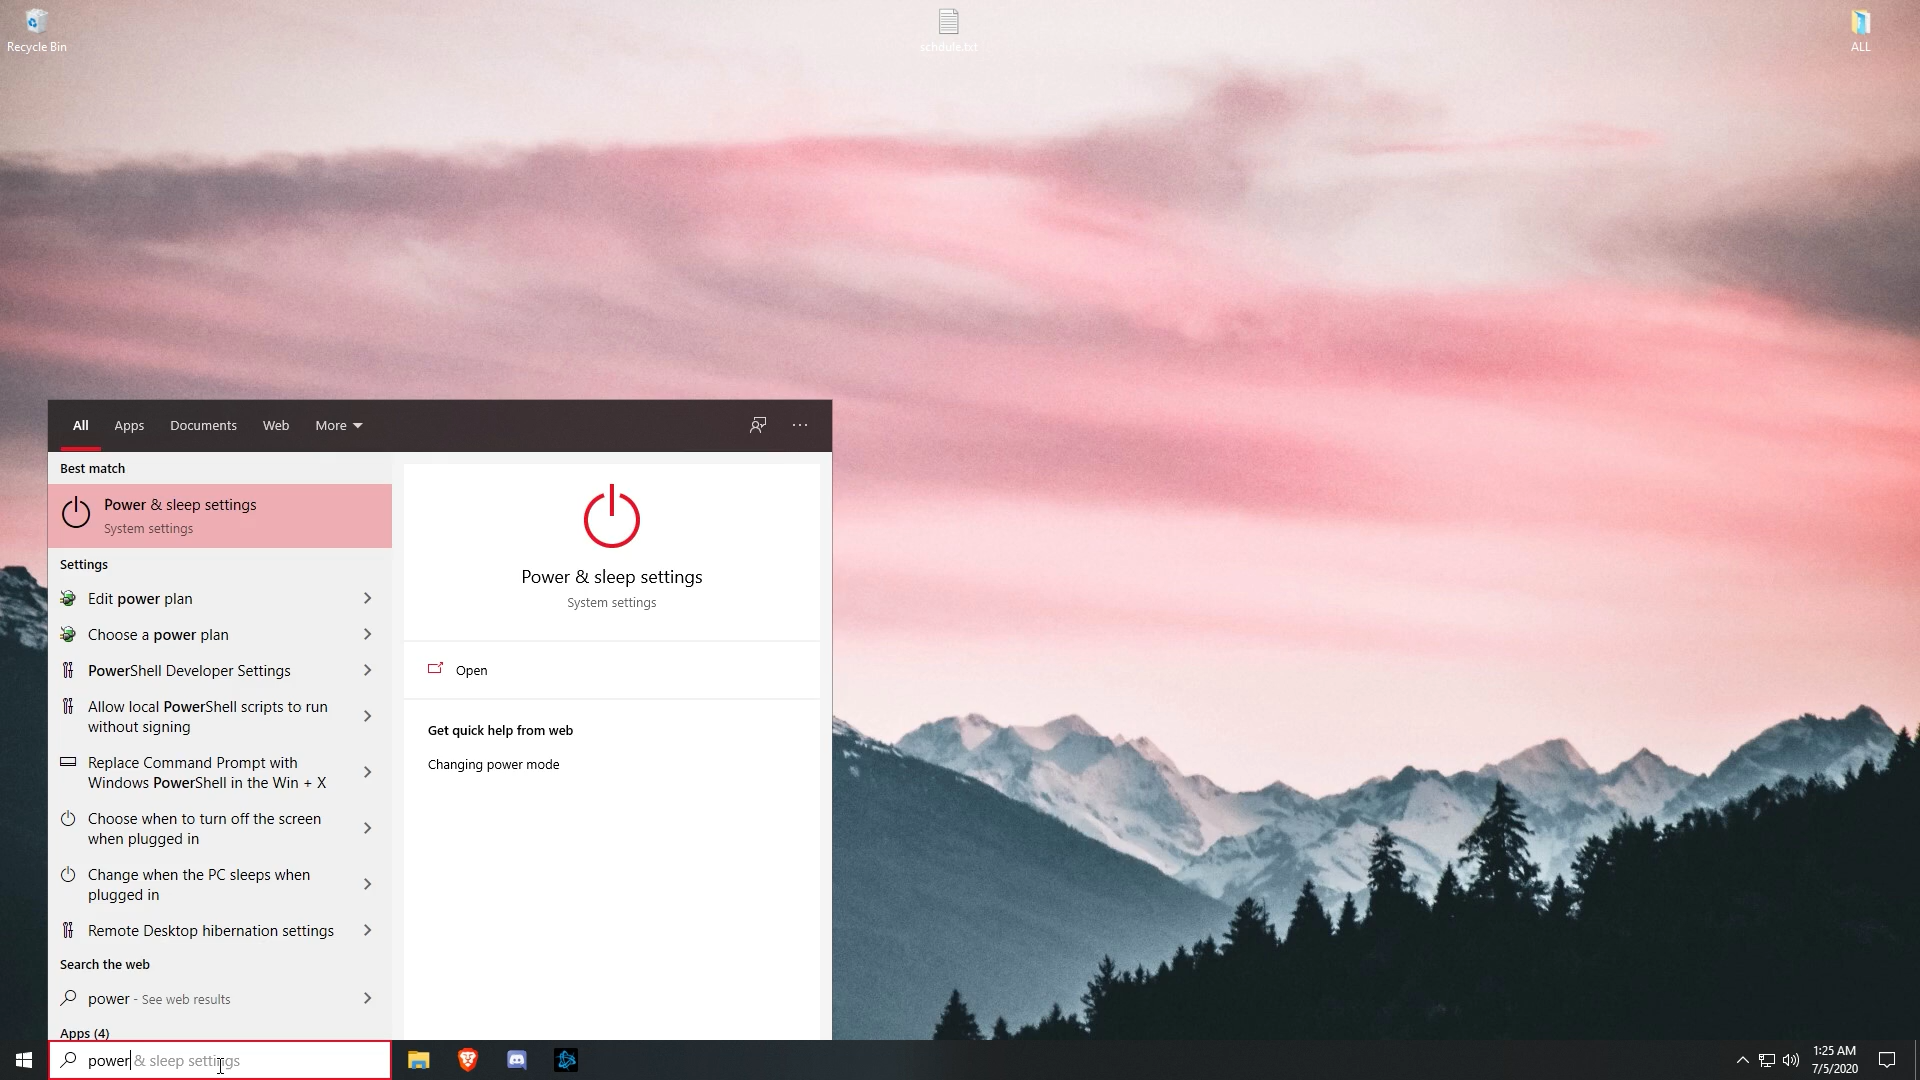 Recycle Bin
schdule.txt
ALL
All
Apps
Documents
Web
More
Best match
Power & sleep settings
System settings
Settings
Edit power plan
Choose a power plan
PowerShell Developer Settings
Allow local PowerShell scripts to run
without signing
Replace Command Prompt with
Windows PowerShell in the Win + X
Choose when to turn off the screen
when plugged in
Change when the PC sleeps when
plugged in
Remote Desktop hibernation settings
Search the web
power - See web results
Apps (4)
Power & sleep settings
System settings
Open
Get quick help from web
Changing power mode
power & sleep settings
1:25 AM
7/5/2020